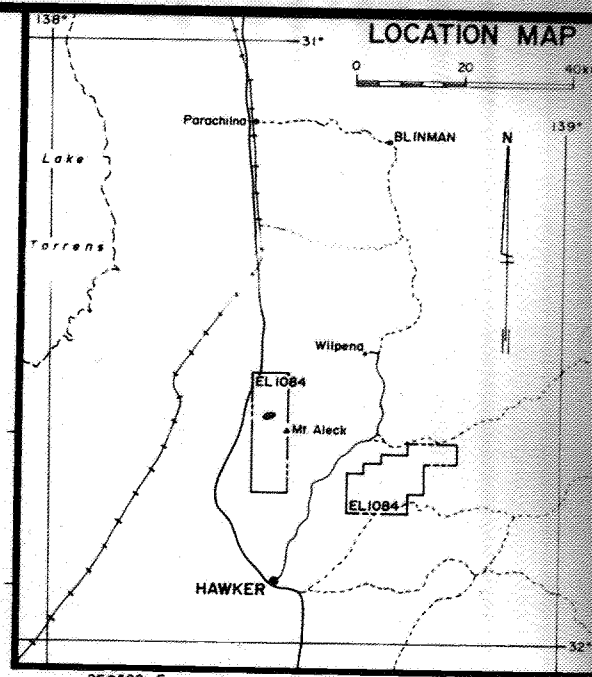 138°
31°
LOCATION MAP
0 20 40k
Parachilna
BLINMAN
139°
N
Lake
Torrens
Wilpena
EL 1084
Mt. Aleck
EL 1084
HAWKER
32°